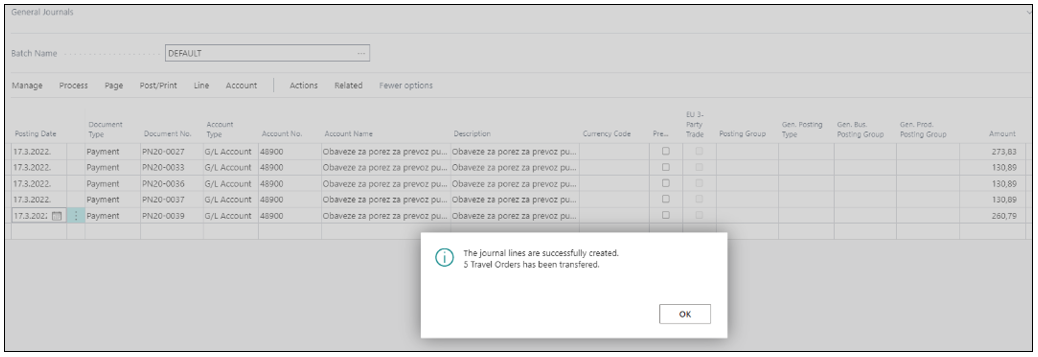 General Journals
Batch Name DEFAULT
Manage Process Page Post/Print Line Account Actions Related Fewer options
Posting Date Document Type Document No. Account Type Account No. Account Name Description Currency Code Pre... EU 3-Party Trade Posting Group Gen. Posting Type Gen. Bus. Posting Group Gen. Prod. Posting Group Amount
17.3.2022. Payment PN20-0027 G/L Account 48900 Obaveze za porez za prevoz pu... Obaveze za porez za prevoz pu... 273,83
17.3.2022. Payment PN20-0033 G/L Account 48900 Obaveze za porez za prevoz pu... Obaveze za porez za prevoz pu... 130,89
17.3.2022. Payment PN20-0036 G/L Account 48900 Obaveze za porez za prevoz pu... Obaveze za porez za prevoz pu... 130,89
17.3.2022. Payment PN20-0037 G/L Account 48900 Obaveze za porez za prevoz pu... Obaveze za porez za prevoz pu... 130,89
17.3.202 Payment PN20-0039 G/L Account 48900 Obaveze za porez za prevoz pu... Obaveze za porez za prevoz pu... 260,79
The journal lines are successfully created.
5 Travel Orders has been transfered.
OK